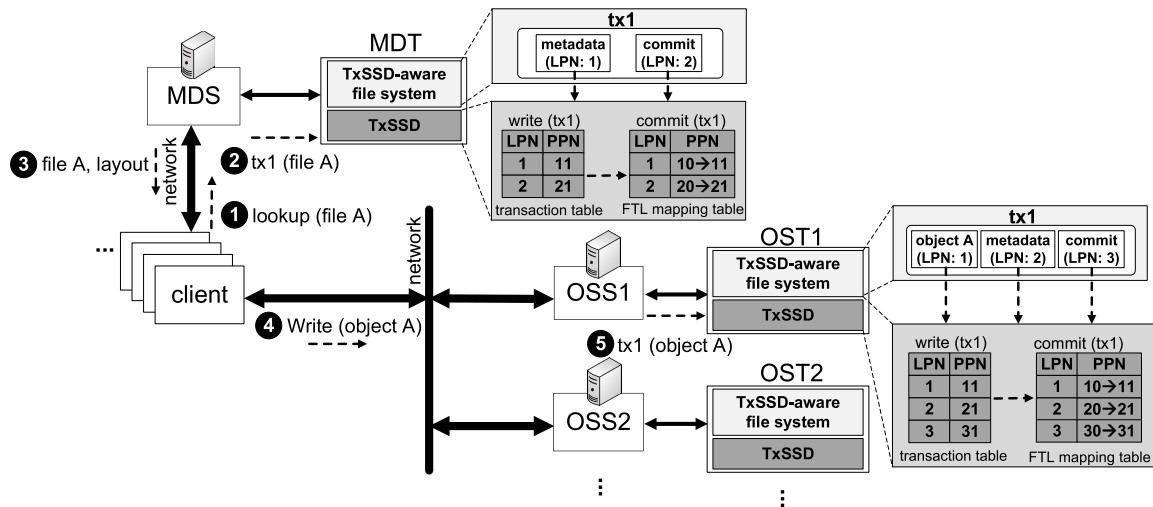 tx1
metadata
(LPN: 1)
commit
(LPN: 2)
MDT
TxSSD-aware
file system
TxSSD
MDS
write (tx1)
LPN PPN
1 11
2 21
transaction table
commit (tx1)
LPN PPN
1 10→11
2 20→21
FTL mapping table
3 file A, layout
network
2 tx1 (file A)
1 lookup (file A)
...
client
network
4 Write (object A)
OSS1
5 tx1 (object A)
OST1
TxSSD-aware
file system
TxSSD
tx1
object A
(LPN: 1)
metadata
(LPN: 2)
commit
(LPN: 3)
write (tx1)
LPN PPN
1 11
2 21
3 31
transaction table
commit (tx1)
LPN PPN
1 10→11
2 20→21
3 30→31
FTL mapping table
OSS2
OST2
TxSSD-aware
file system
TxSSD
...
...